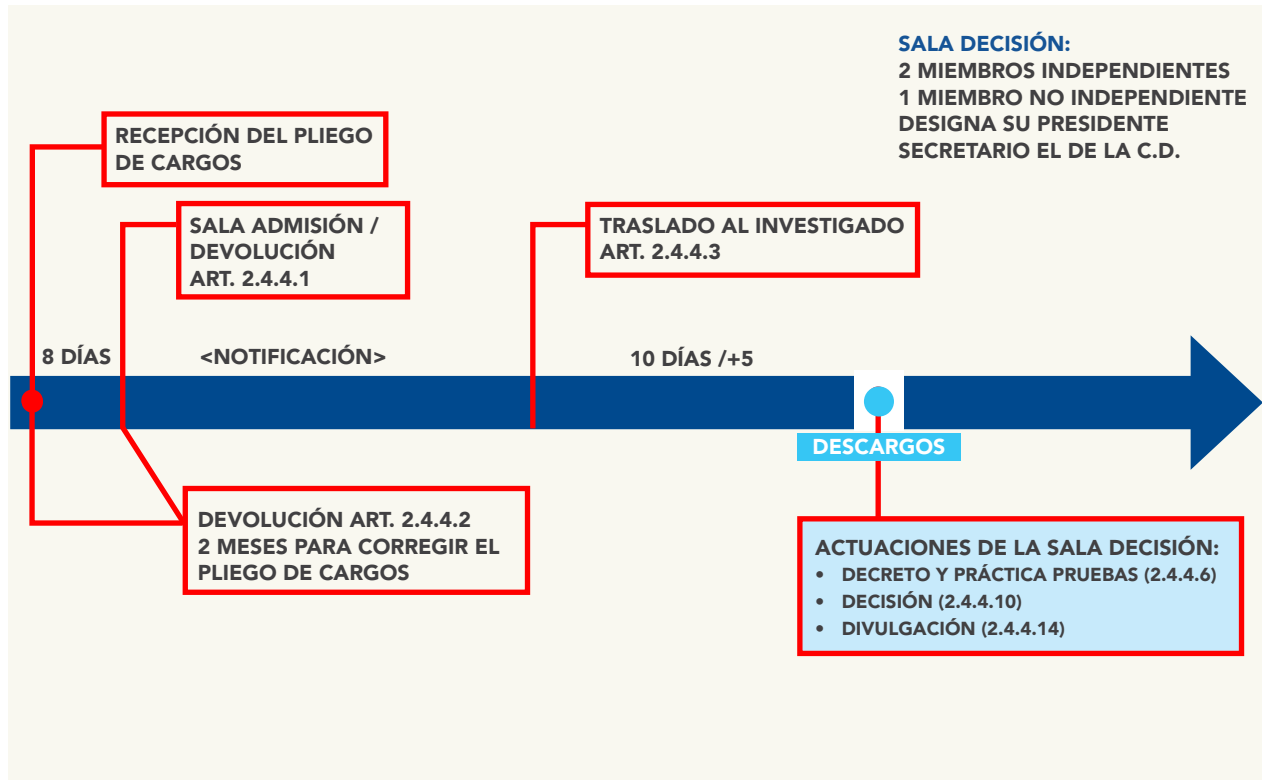 SALA DECISIÓN:
2 MIEMBROS INDEPENDIENTES
1 MIEMBRO NO INDEPENDIENTE
DESIGNA SU PRESIDENTE
SECRETARIO EL DE LA C.D.
RECEPCIÓN DEL PLIEGO
DE CARGOS
SALA ADMISIÓN /
DEVOLUCIÓN
ART. 2.4.4.1
TRASLADO AL INVESTIGADO
ART. 2.4.4.3
8 DÍAS
<NOTIFICACIÓN>
10 DÍAS /+5
DESCARGOS
DEVOLUCIÓN ART. 2.4.4.2
2 MESES PARA CORREGIR EL
PLIEGO DE CARGOS
ACTUACIONES DE LA SALA DECISIÓN:
• DECRETO Y PRÁCTICA PRUEBAS (2.4.4.6)
• DECISIÓN (2.4.4.10)
• DIVULGACIÓN (2.4.4.14)